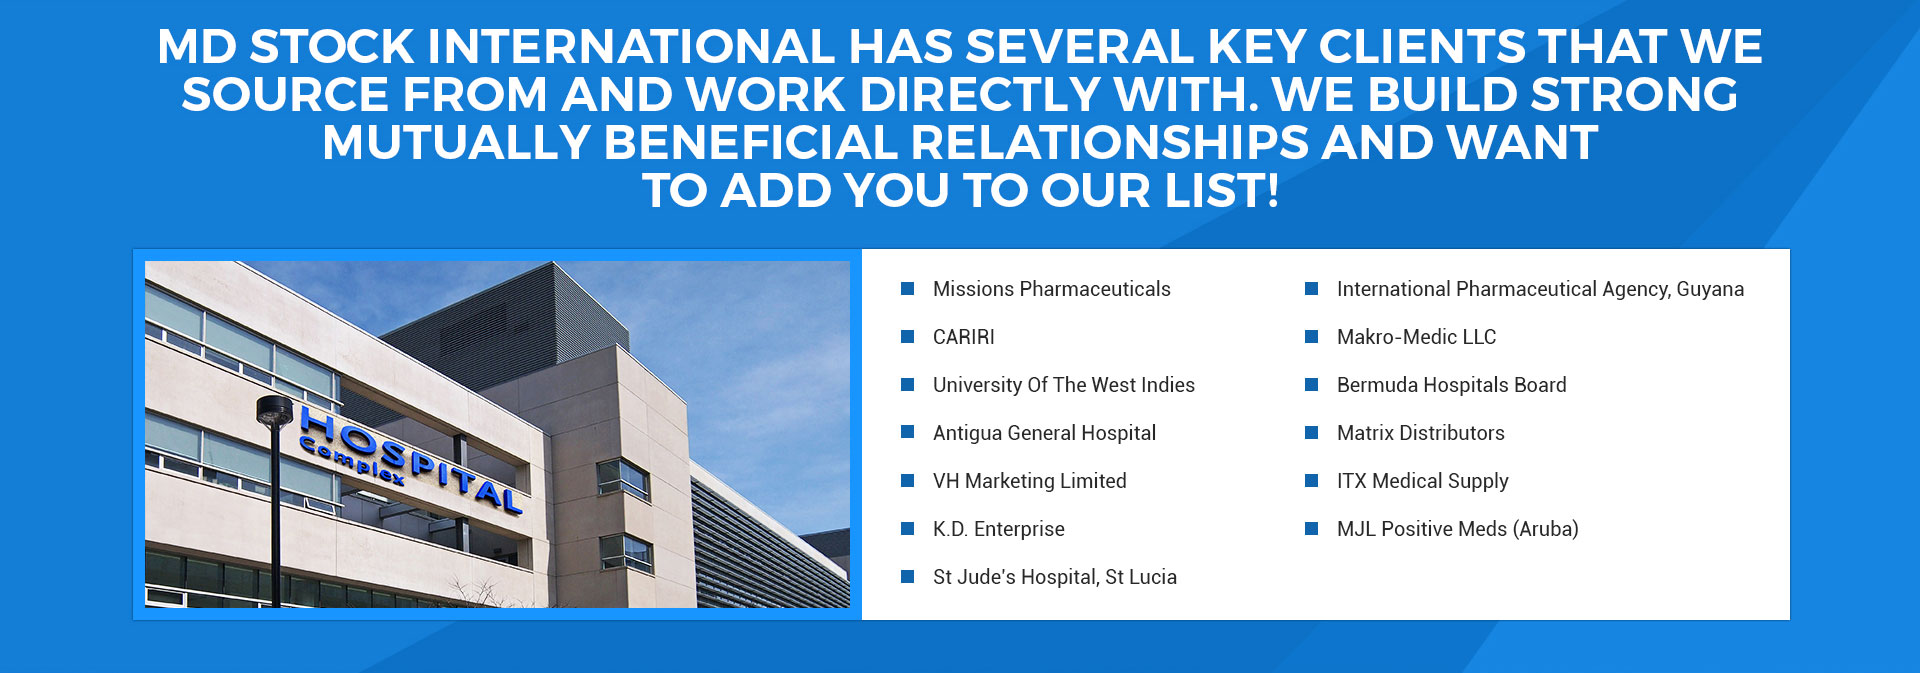 MD STOCK INTERNATIONAL HAS SEVERAL KEY CLIENTS THAT WE
SOURCE FROM AND WORK DIRECTLY WITH. WE BUILD STRONG
MUTUALLY BENEFICIAL RELATIONSHIPS AND WANT
TO ADD YOU TO OUR LIST!
HOSPITAL
Complex
Missions Pharmaceuticals
CARIRI
University Of The West Indies
Antigua General Hospital
VH Marketing Limited
K.D. Enterprise
St Jude's Hospital, St Lucia
International Pharmaceutical Agency, Guyana
Makro-Medic LLC
Bermuda Hospitals Board
Matrix Distributors
ITX Medical Supply
MJL Positive Meds (Aruba)